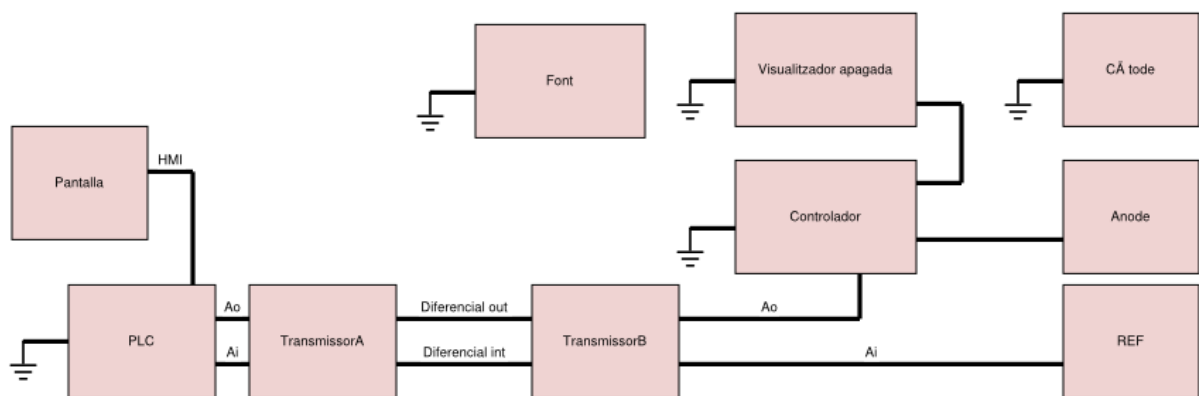 Font
Visualitzador apagada
CÃ tode
Pantalla
HMI
Controlador
Anode
PLC
Ao
Ai
TransmissorA
Diferencial out
Diferencial int
TransmissorB
Ao
Ai
REF